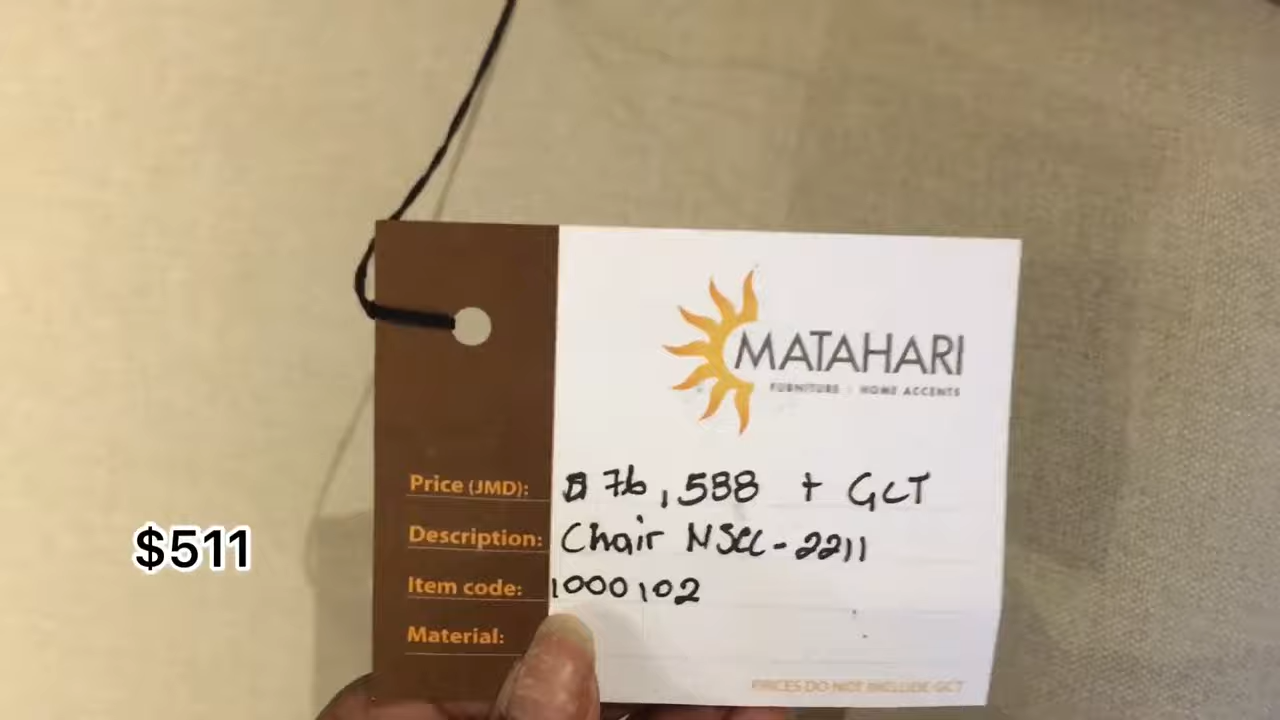 MATAHARI
FURNITURE | HOME ACCENTS
Price (JMD): $ 76,588 + GCT
Description: Chair NSCC-2211
Item code: 1000102
Material:
PRICES DO NOT INCLUDE GCT
$511